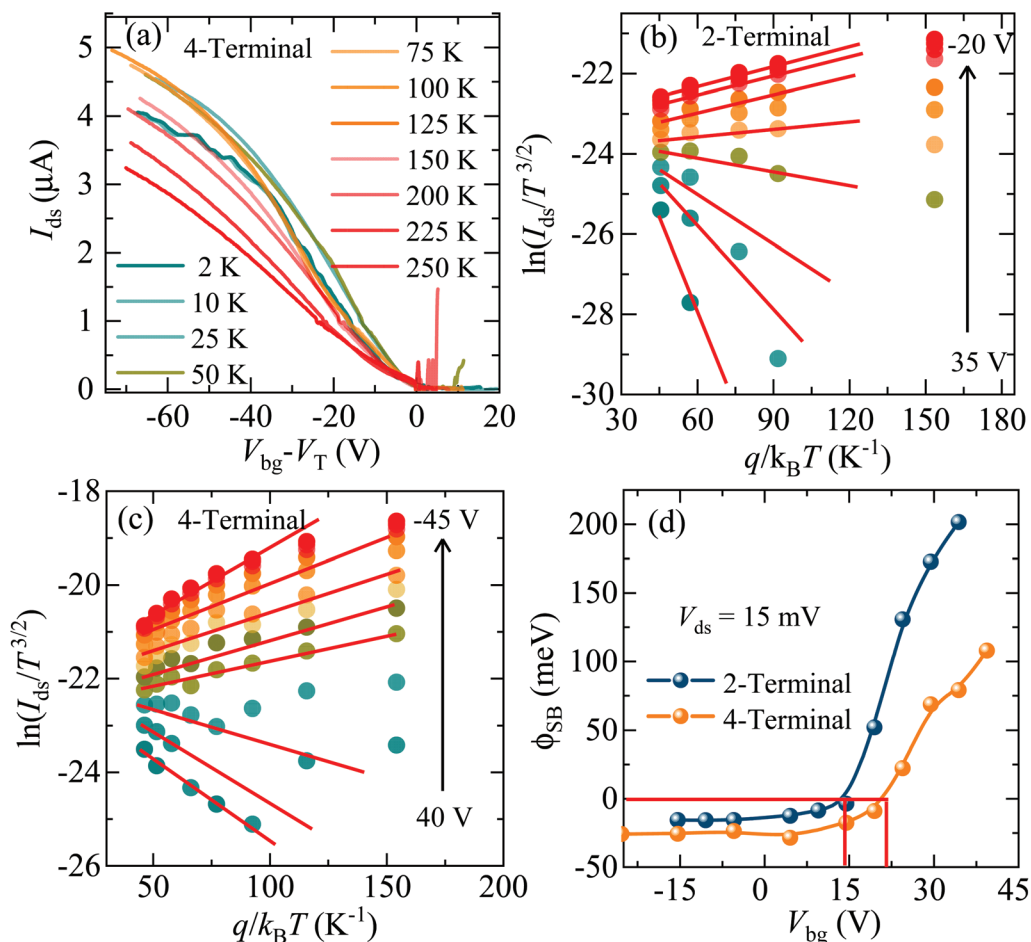 (a)
4-Terminal
75 K
100 K
125 K
150 K
200 K
225 K
250 K
2 K
10 K
25 K
50 K
5
4
3
2
1
0
I_ds (μA)
-60 -40 -20 0 20
V_bg-V_T (V)
(b)
2-Terminal
-20 V
35 V
-22
-24
-26
-28
-30
ln(I_ds/T^3/2)
30 60 90 120 150 180
q/k_BT (K^-1)
(c)
4-Terminal
-45 V
40 V
-18
-20
-22
-24
-26
ln(I_ds/T^3/2)
50 100 150 200
q/k_BT (K^-1)
(d)
V_ds = 15 mV
2-Terminal
4-Terminal
200
150
100
50
0
-50
ϕ_SB (meV)
-15 0 15 30 45
V_bg (V)